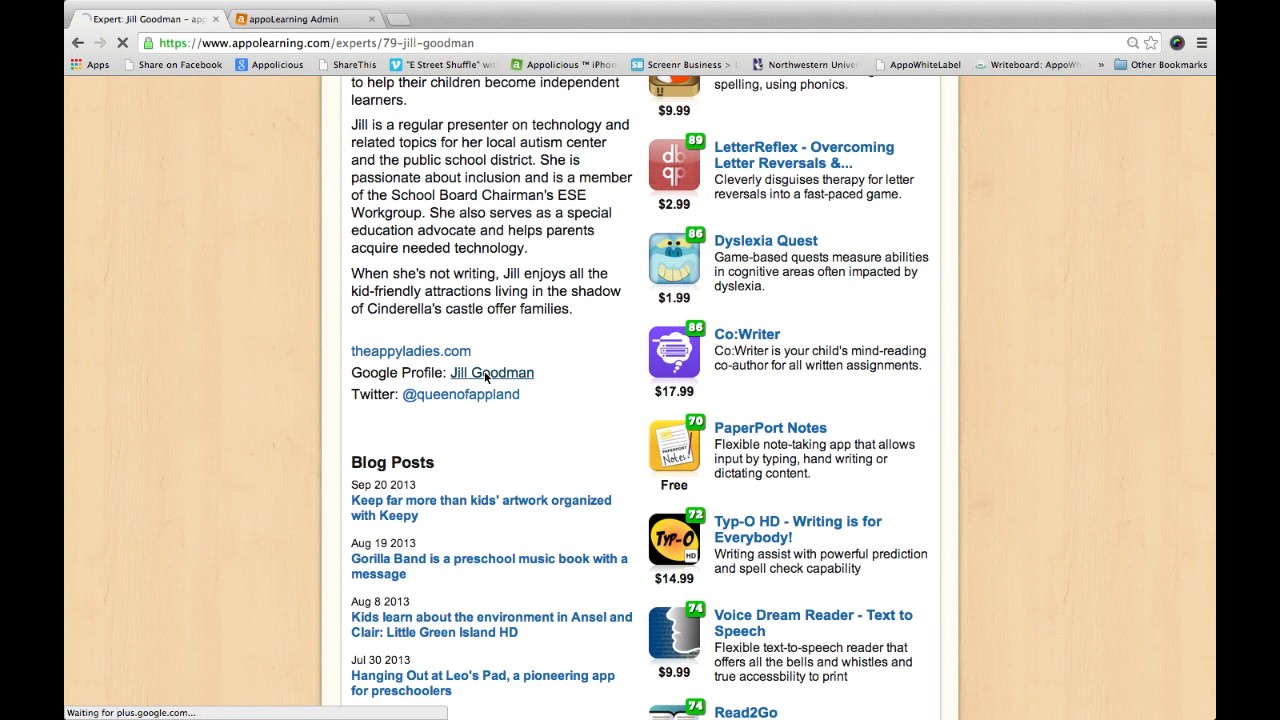 Expert: Jill Goodman – app
appoLearning Admin
https://www.appolearning.com/experts/79-jill-goodman
Apps
Share on Facebook
Appolicious
ShareThis
"E Street Shuffle" wit
Appolicious ™ iPhon
Screenr Business >
Northwestern Unive
AppoWhiteLabel
Writeboard: AppoWh
»
Other Bookmarks
to help their children become independent
learners.
Jill is a regular presenter on technology and
related topics for her local autism center
and the public school district. She is
passionate about inclusion and is a member
of the School Board Chairman's ESE
Workgroup. She also serves as a special
education advocate and helps parents
acquire needed technology.
When she's not writing, Jill enjoys all the
kid-friendly attractions living in the shadow
of Cinderella's castle offer families.
theappyladies.com
Google Profile: Jill Goodman
Twitter: @queenofappland
Blog Posts
Sep 20 2013
Keep far more than kids' artwork organized
with Keepy
Aug 19 2013
Gorilla Band is a preschool music book with a
message
Aug 8 2013
Kids learn about the environment in Ansel and
Clair: Little Green Island HD
Jul 30 2013
Hanging Out at Leo's Pad, a pioneering app
for preschoolers
spelling, using phonics.
$9.99
89
db
qp
LetterReflex - Overcoming
Letter Reversals &...
Cleverly disguises therapy for letter
reversals into a fast-paced game.
$2.99
86
Dyslexia Quest
Game-based quests measure abilities
in cognitive areas often impacted by
dyslexia.
$1.99
86
Co:Writer
Co:Writer is your child's mind-reading
co-author for all written assignments.
$17.99
70
PAPERPORT
Notes!
PaperPort Notes
Flexible note-taking app that allows
input by typing, hand writing or
dictating content.
Free
72
TYP-O
HD
Typ-O HD - Writing is for
Everybody!
Writing assist with powerful prediction
and spell check capability
$14.99
74
Voice Dream Reader - Text to
Speech
Flexible text-to-speech reader that
offers all the bells and whistles and
true accessbility to print
$9.99
74
Read2Go
Waiting for plus.google.com...